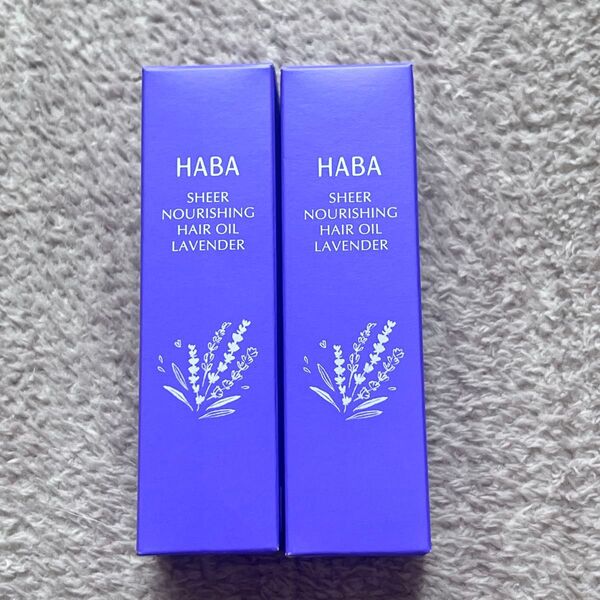 HABA
SHEER
NOURISHING
HAIR OIL
LAVENDER
HABA
SHEER
NOURISHING
HAIR OIL
LAVENDER